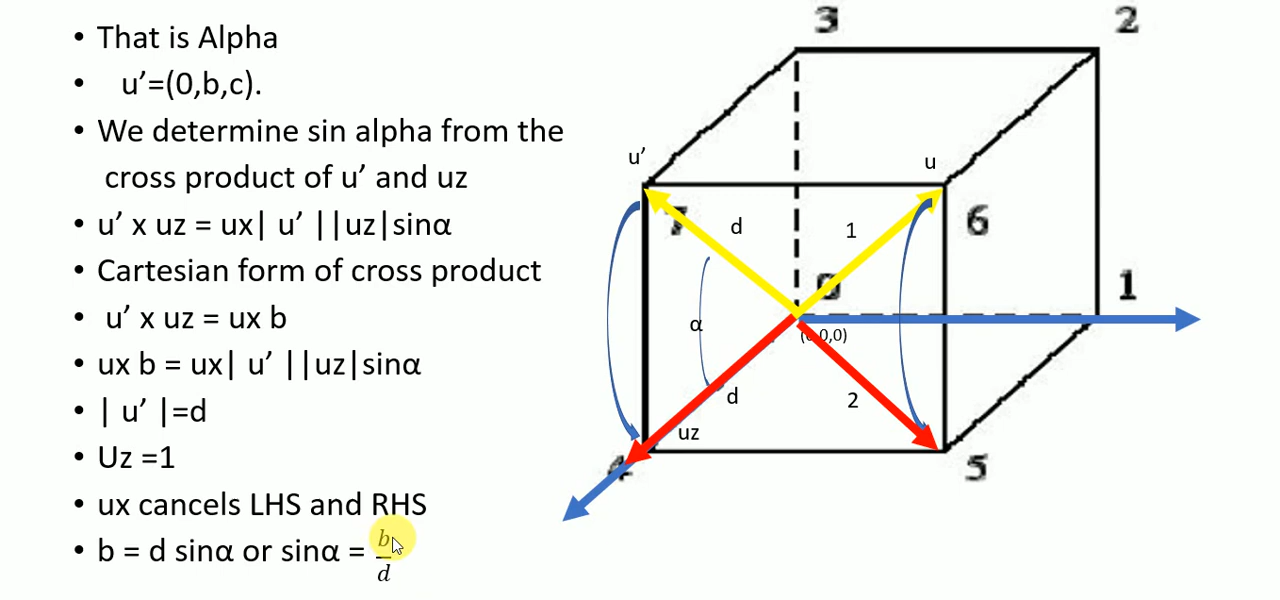 • That is Alpha
• u’=(0,b,c).
• We determine sin alpha from the
cross product of u’ and uz
• u’ x uz = ux| u’ ||uz|sinα
• Cartesian form of cross product
• u’ x uz = ux b
• ux b = ux| u’ ||uz|sinα
• | u’ |=d
• Uz =1
• ux cancels LHS and RHS
• b = d sinα or sinα = b/d
3
2
u’
u
7
d
1
6
0
1
α
(0,0,0)
d
2
uz
4
5